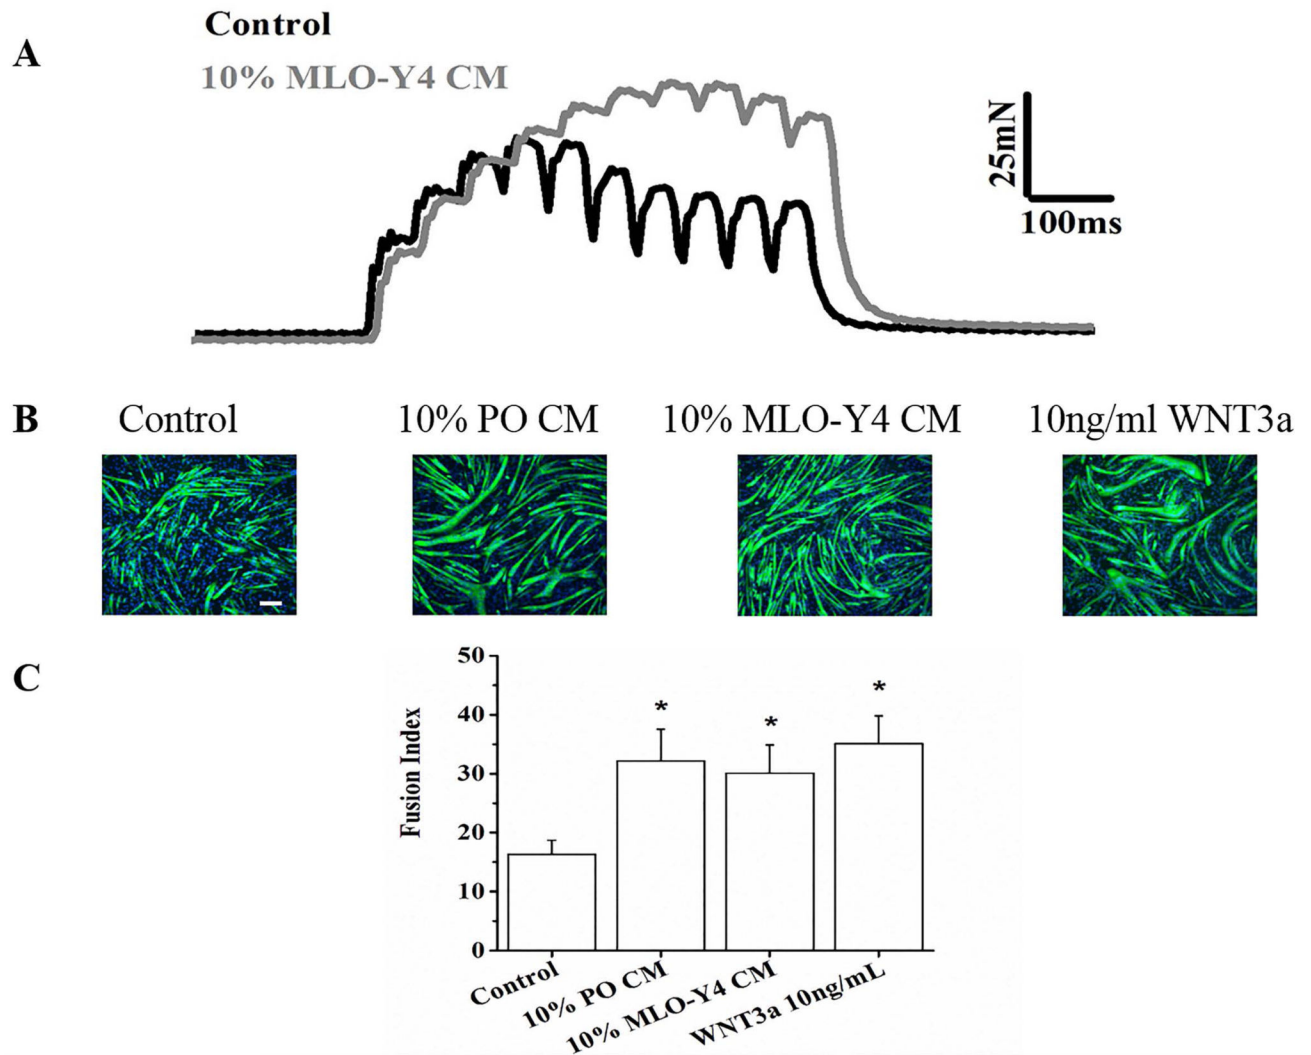 A
Control
10% MLO-Y4 CM
25mN
100ms
B
Control
10% PO CM
10% MLO-Y4 CM
10ng/ml WNT3a
C
50
40
30
20
10
0
Fusion Index
*
*
*
Control
10% PO CM
10% MLO-Y4 CM
WNT3a 10ng/mL